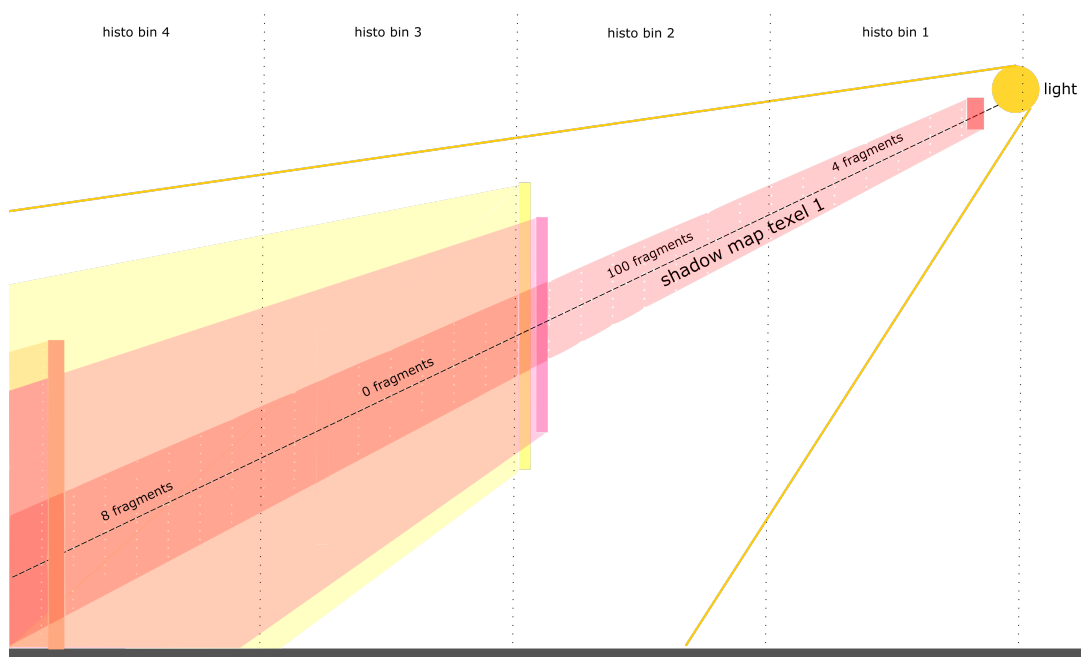 histo bin 4
histo bin 3
histo bin 2
histo bin 1
light
4 fragments
shadow map texel 1
100 fragments
0 fragments
8 fragments